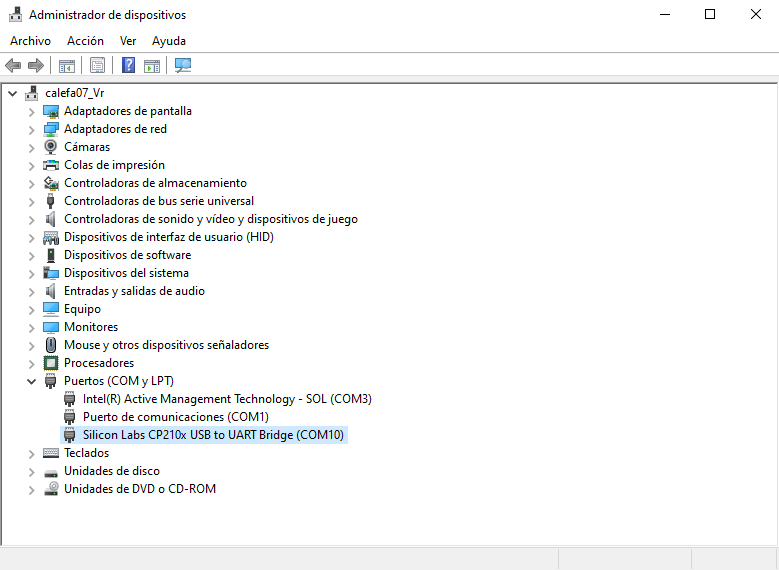 Administrador de dispositivos
Archivo Acción Ver Ayuda
calefa07_Vr
Adaptadores de pantalla
Adaptadores de red
Cámaras
Colas de impresión
Controladoras de almacenamiento
Controladoras de bus serie universal
Controladoras de sonido y vídeo y dispositivos de juego
Dispositivos de interfaz de usuario (HID)
Dispositivos de software
Dispositivos del sistema
Entradas y salidas de audio
Equipo
Monitores
Mouse y otros dispositivos señaladores
Procesadores
Puertos (COM y LPT)
Intel(R) Active Management Technology - SOL (COM3)
Puerto de comunicaciones (COM1)
Silicon Labs CP210x USB to UART Bridge (COM10)
Teclados
Unidades de disco
Unidades de DVD o CD-ROM